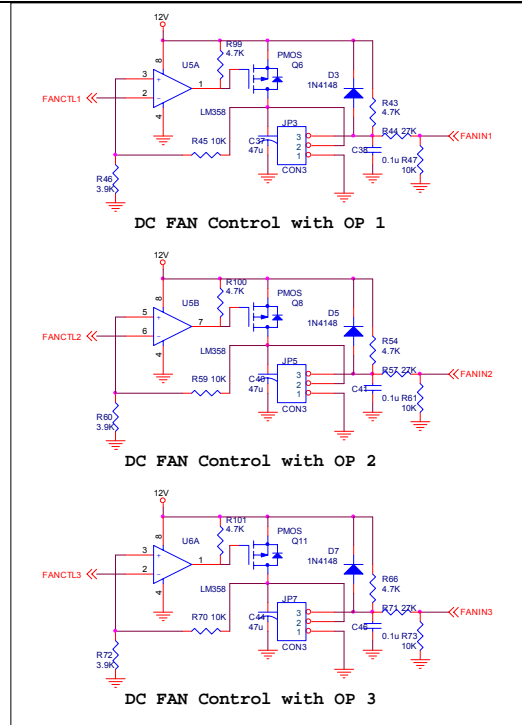 12V
R99
4.7K
PMOS
Q6
U5A
8
3
2
1
4
+
-
FANCTL1
LM358
D3
1N4148
R43
4.7K
JP3
R44 27K
FANIN1
R45 10K
C37
47u
3
2
1
CON3
C38
0.1u
R47
10K
R46
3.9K
DC FAN Control with OP 1
12V
R100
4.7K
PMOS
Q8
U5B
8
5
6
7
4
+
-
FANCTL2
LM358
D5
1N4148
R54
4.7K
JP5
R57 27K
FANIN2
R59 10K
C40
47u
3
2
1
CON3
C41
0.1u
R61
10K
R60
3.9K
DC FAN Control with OP 2
12V
R101
4.7K
PMOS
Q11
U6A
8
3
2
1
4
+
-
FANCTL3
LM358
D7
1N4148
R66
4.7K
JP7
R71 27K
FANIN3
R70 10K
C44
47u
3
2
1
CON3
0.1u
R73
10K
R72
3.9K
DC FAN Control with OP 3